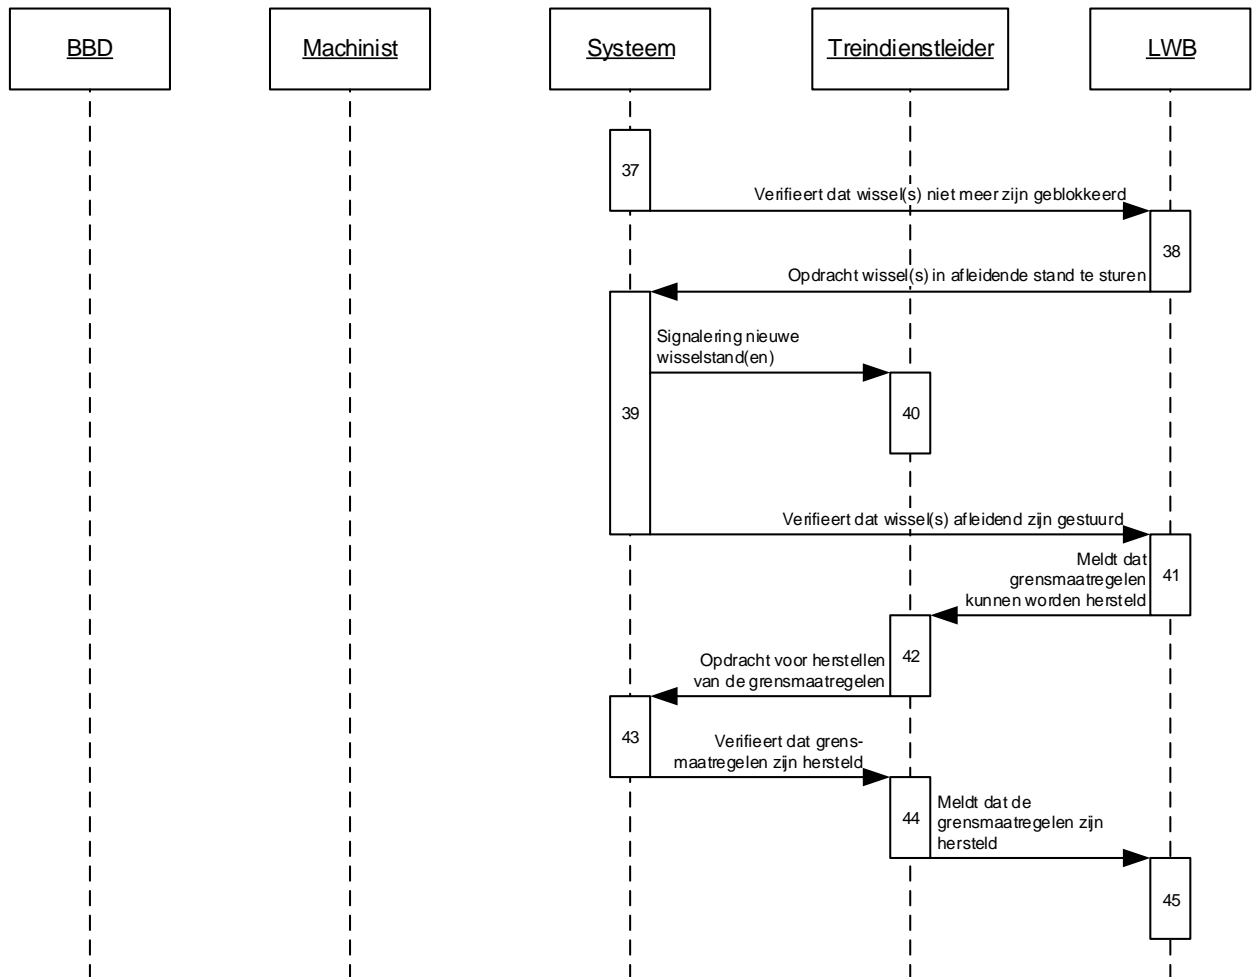 BBD
Machinist
Systeem
Treindienstleider
LWB
37
Verifieert dat wissel(s) niet meer zijn geblokkeerd
38
Opdracht wissel(s) in afleidende stand te sturen
Signalering nieuwe
wisselstand(en)
39
40
Verifieert dat wissel(s) afleidend zijn gestuurd
Meldt dat
grensmaatregelen
kunnen worden hersteld
41
Opdracht voor herstellen
van de grensmaatregelen
42
43
Verifieert dat grens-
maatregelen zijn hersteld
44
Meldt dat de
grensmaatregelen zijn
hersteld
45